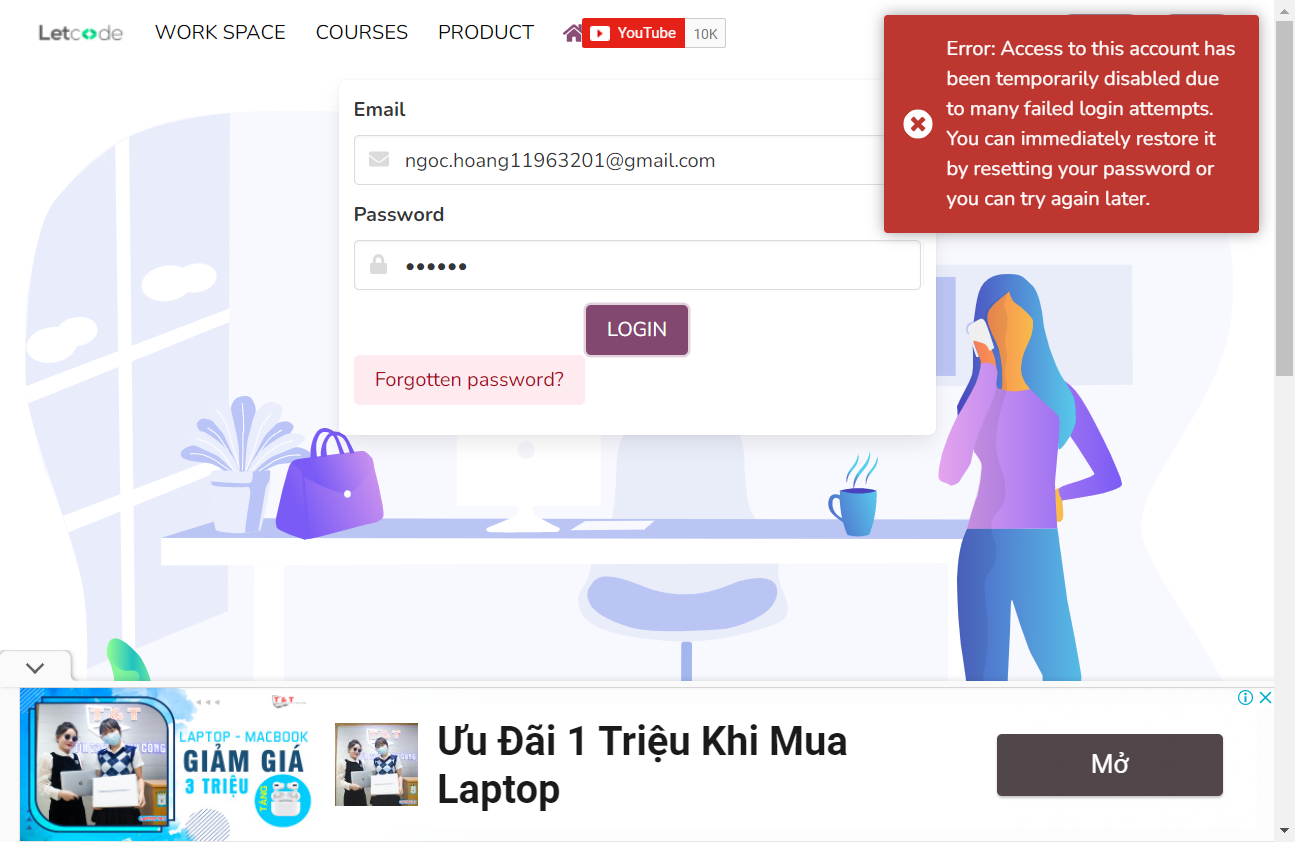 Letcode WORK SPACE COURSES PRODUCT YouTube 10K
Error: Access to this account has
been temporarily disabled due
to many failed login attempts.
You can immediately restore it
by resetting your password or
you can try again later.
Email
ngoc.hoang11963201@gmail.com
Password
••••••
LOGIN
Forgotten password?
T&T
LAPTOP - MACBOOK
GIẢM GIÁ
3 TRIỆU
TẶNG
Ưu Đãi 1 Triệu Khi Mua
Laptop
Mở